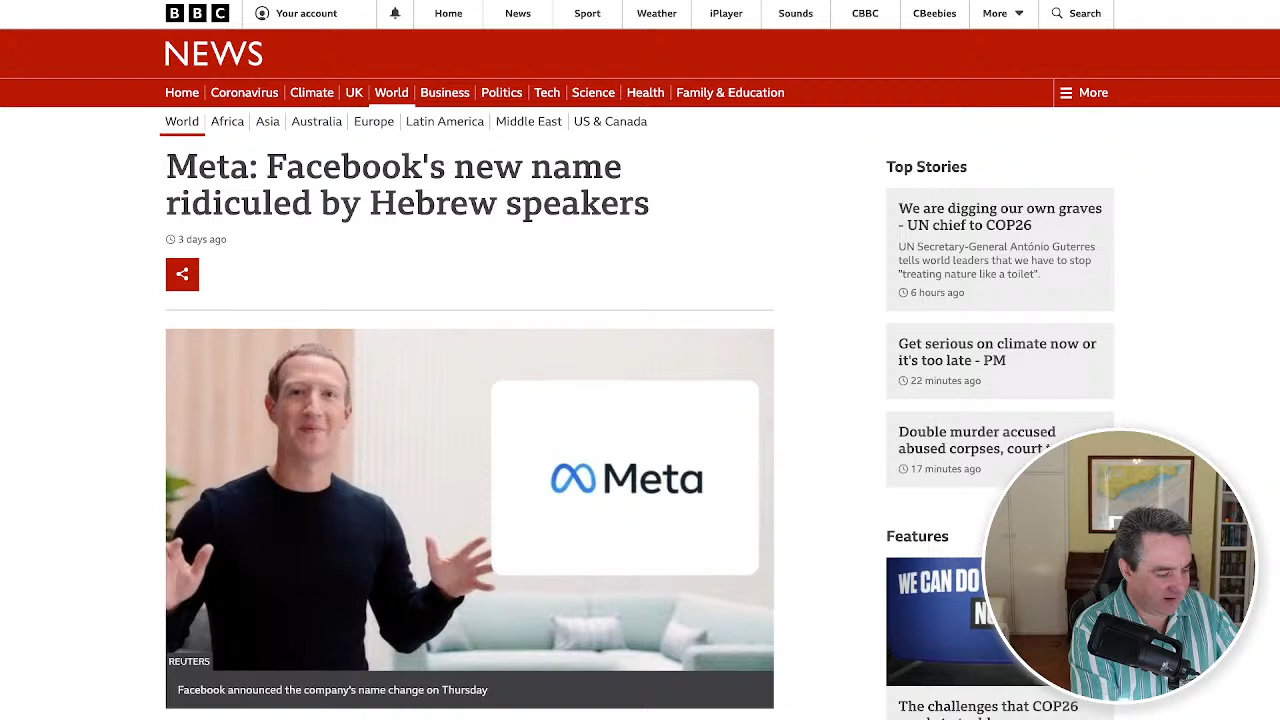 BBC
Your account
Home
News
Sport
Weather
iPlayer
Sounds
CBBC
CBeebies
More
Search
NEWS
Home
Coronavirus
Climate
UK
World
Business
Politics
Tech
Science
Health
Family & Education
More
World
Africa
Asia
Australia
Europe
Latin America
Middle East
US & Canada
Meta: Facebook's new name
ridiculed by Hebrew speakers
3 days ago
Meta
REUTERS
Facebook announced the company's name change on Thursday
Top Stories
We are digging our own graves
- UN chief to COP26
UN Secretary-General António Guterres
tells world leaders that we have to stop
"treating nature like a toilet".
6 hours ago
Get serious on climate now or
it's too late - PM
22 minutes ago
Double murder accused
abused corpses, court
17 minutes ago
Features
WE CAN DO
The challenges that COP26